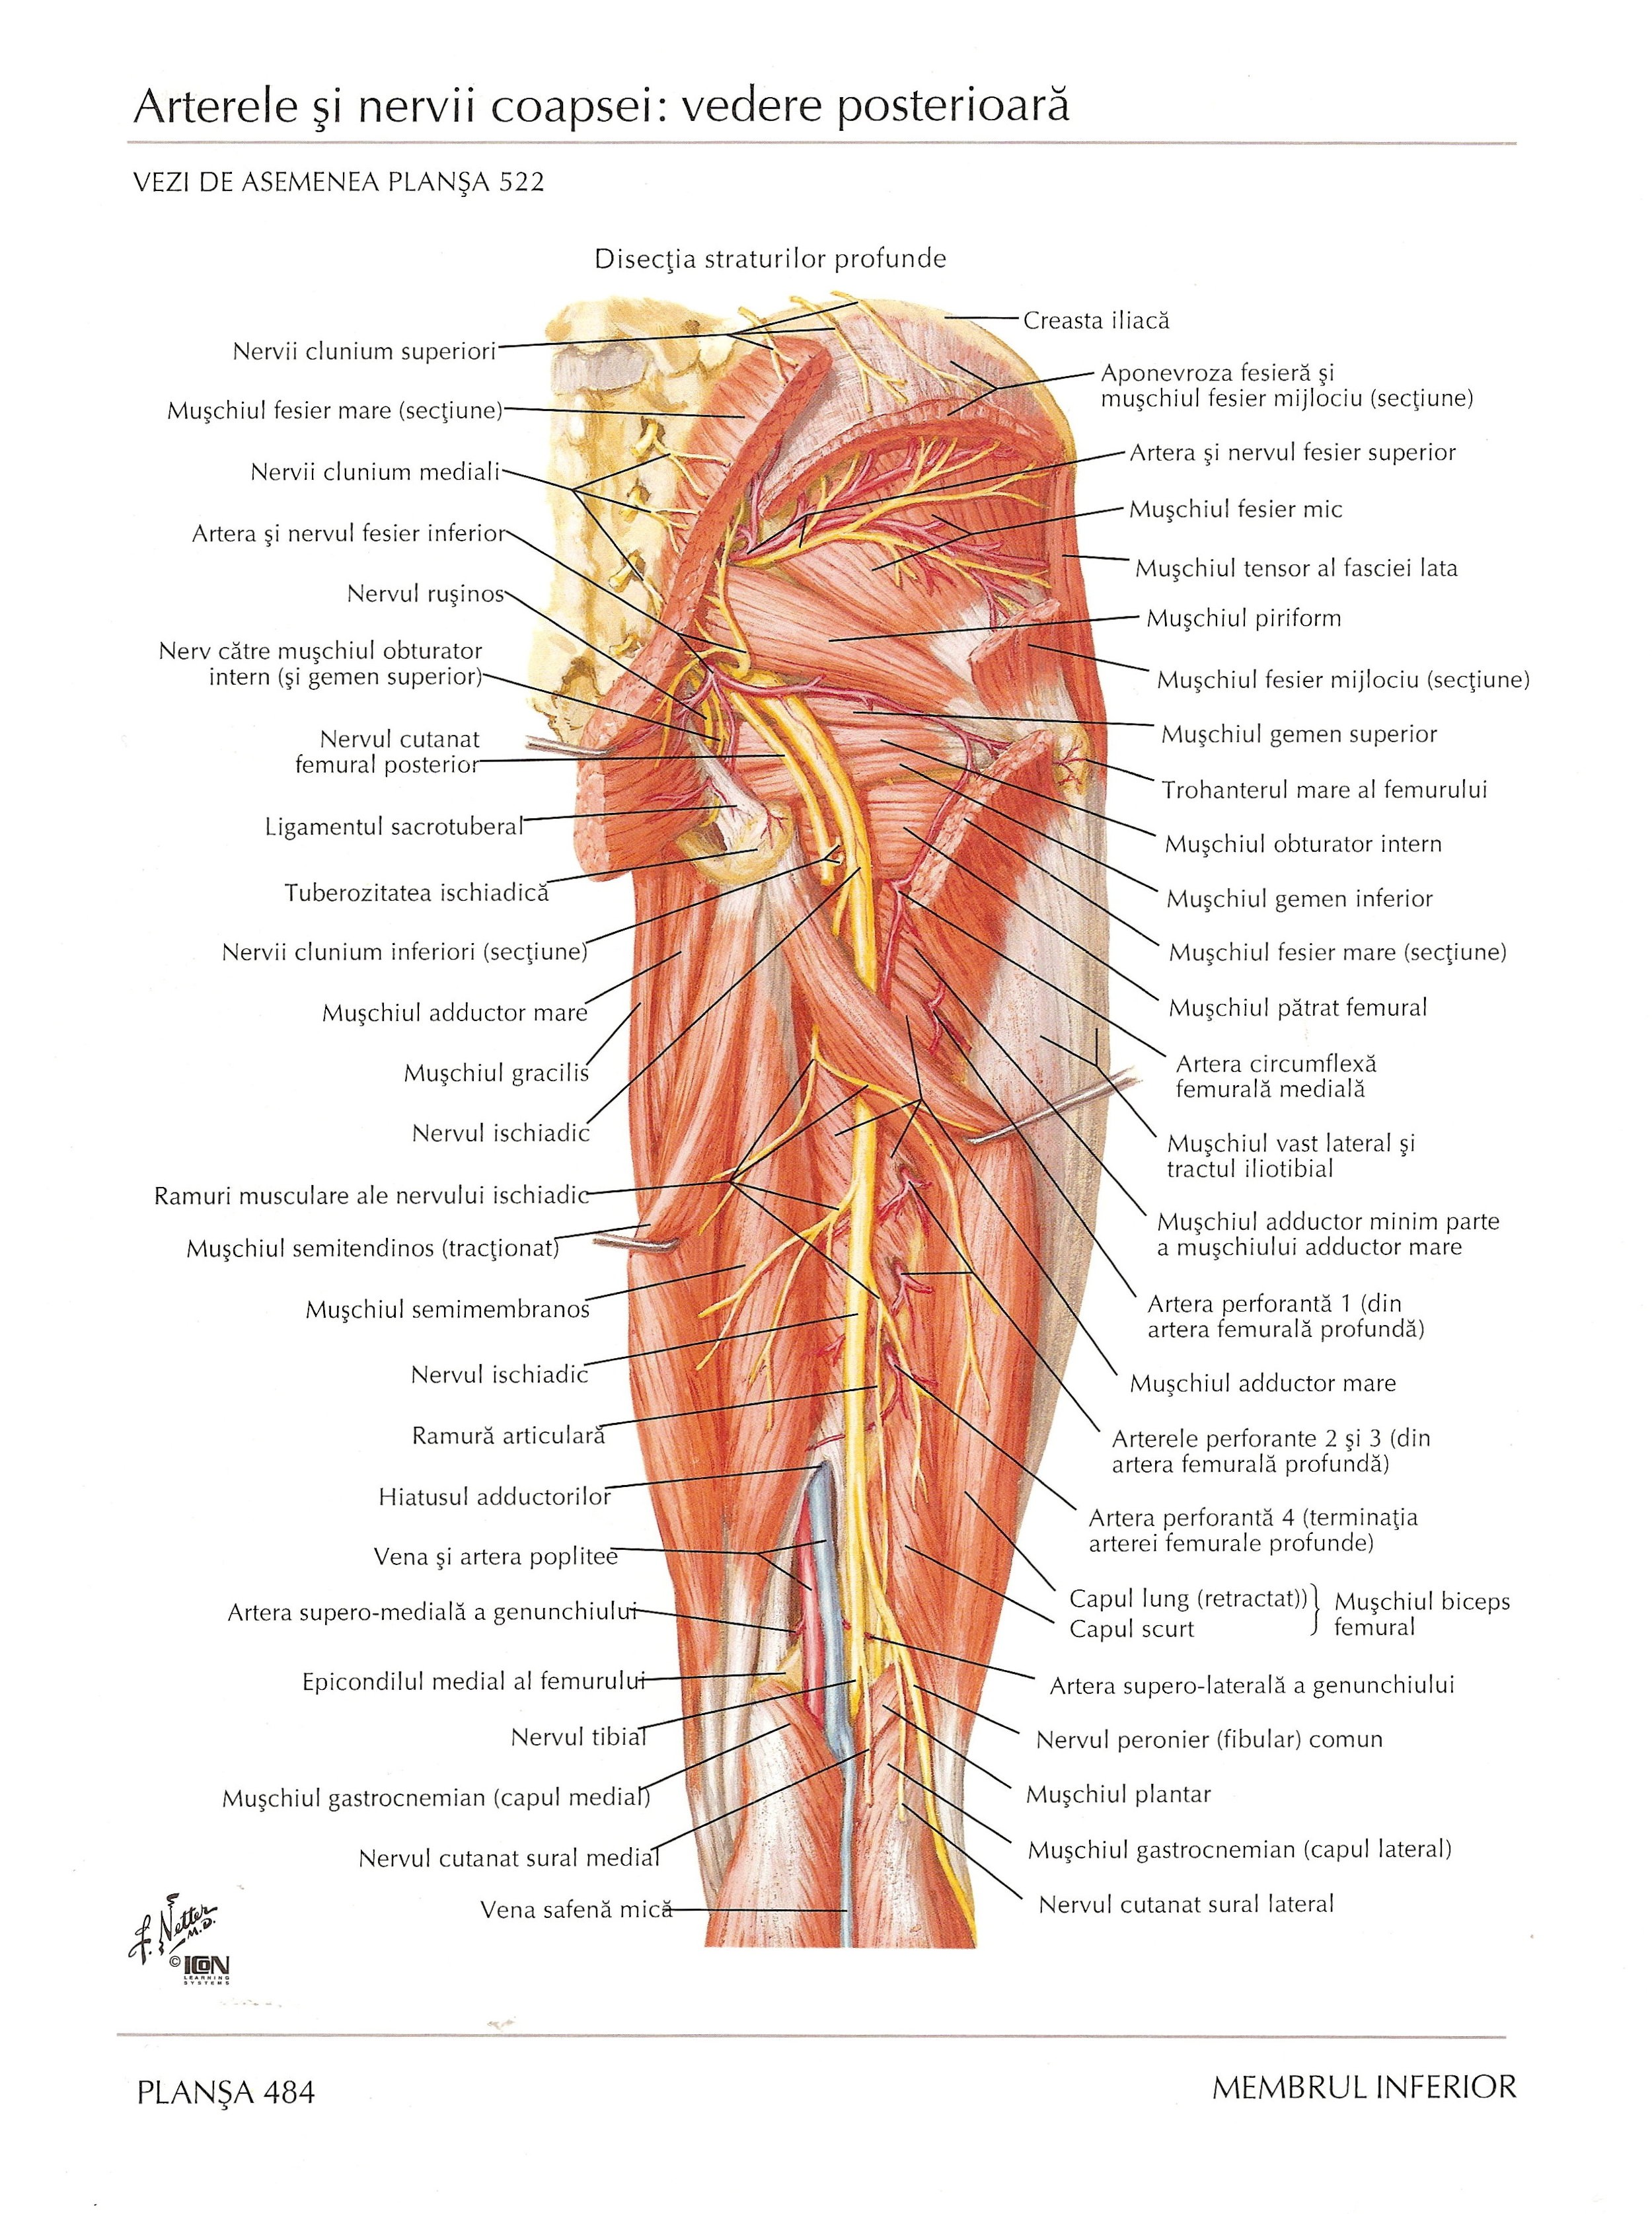 Arterele şi nervii coapsei: vedere posterioară
VEZI DE ASEMENEA PLANŞA 522
Disecţia straturilor profunde
Nervii clunium superiori
Muşchiul fesier mare (secţiune)
Nervii clunium mediali
Artera şi nervul fesier inferior
Nervul ruşinos
Nerv către muşchiul obturator
intern (şi gemen superior)
Nervul cutanat
femural posterior
Ligamentul sacrotuberal
Tuberozitatea ischiadică
Nervii clunium inferiori (secţiune)
Muşchiul adductor mare
Muşchiul gracilis
Nervul ischiadic
Ramuri musculare ale nervului ischiadic
Muşchiul semitendinos (tracţionat)
Muşchiul semimembranos
Nervul ischiadic
Ramură articulară
Hiatusul adductorilor
Vena şi artera poplitee
Artera supero-medială a genunchiului
Epicondilul medial al femurului
Nervul tibial
Muşchiul gastrocnemian (capul medial)
Nervul cutanat sural medial
Vena safenă mică
Creasta iliacă
Aponevroza fesieră şi
muşchiul fesier mijlociu (secţiune)
Artera şi nervul fesier superior
Muşchiul fesier mic
Muşchiul tensor al fasciei lata
Muşchiul piriform
Muşchiul fesier mijlociu (secţiune)
Muşchiul gemen superior
Trohanterul mare al femurului
Muşchiul obturator intern
Muşchiul gemen inferior
Muşchiul fesier mare (secţiune)
Muşchiul pătrat femural
Artera circumflexă
femurală medială
Muşchiul vast lateral şi
tractul iliotibial
Muşchiul adductor minim parte
a muşchiului adductor mare
Artera perforantă 1 (din
artera femurală profundă)
Muşchiul adductor mare
Arterele perforante 2 şi 3 (din
artera femurală profundă)
Artera perforantă 4 (terminaţia
arterei femurale profunde)
Capul lung (retractat))
Capul scurt
Muşchiul biceps
femural
Artera supero-laterală a genunchiului
Nervul peronier (fibular) comun
Muşchiul plantar
Muşchiul gastrocnemian (capul lateral)
Nervul cutanat sural lateral
F. Netter
M.D.
© ICON
LEARNING
SYSTEMS
PLANŞA 484
MEMBRUL INFERIOR